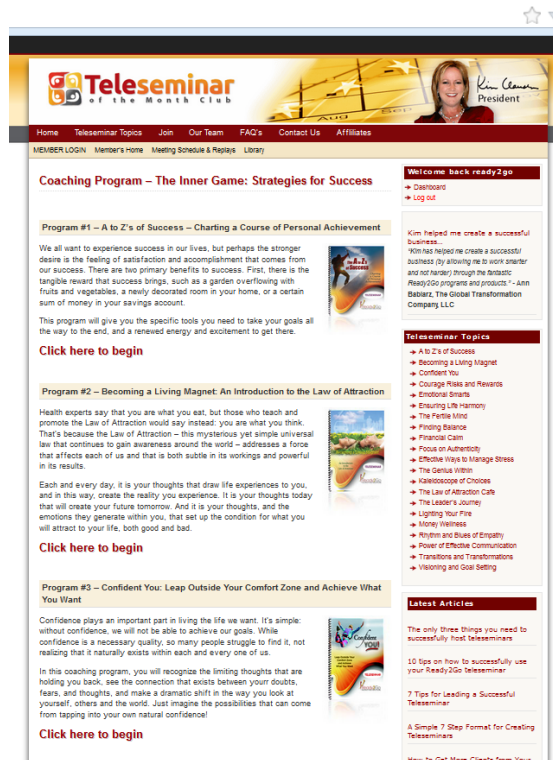 Teleseminar
of the Month Club
Kim Clausen
President
Aug
Sep
Home Teleseminar Topics Join Our Team FAQ's Contact Us Affiliates
MEMBER LOGIN Member's Home Meeting Schedule & Replays Library
Coaching Program – The Inner Game: Strategies for Success
Program #1 – A to Z's of Success – Charting a Course of Personal Achievement
We all want to experience success in our lives, but perhaps the stronger
desire is the feeling of satisfaction and accomplishment that comes from
our success. There are two primary benefits to success. First, there is the
tangible reward that success brings, such as a garden overflowing with
fruits and vegetables, a newly decorated room in your home, or a certain
sum of money in your savings account.
This program will give you the specific tools you need to take your goals all
the way to the end, and a renewed energy and excitement to get there.
Click here to begin
Program #2 – Becoming a Living Magnet: An Introduction to the Law of Attraction
Health experts say that you are what you eat, but those who teach and
promote the Law of Attraction would say instead: you are what you think.
That's because the Law of Attraction – this mysterious yet simple universal
law that continues to gain awareness around the world – addresses a force
that affects each of us and that is both subtle in its workings and powerful
in its results.
Each and every day, it is your thoughts that draw life experiences to you,
and in this way, create the reality you experience. It is your thoughts today
that will create your future tomorrow. And it is your thoughts, and the
emotions they generate within you, that set up the condition for what you
will attract to your life, both good and bad.
Click here to begin
Program #3 – Confident You: Leap Outside Your Comfort Zone and Achieve What
You Want
Confidence plays an important part in living the life we want. It's simple:
without confidence, we will not be able to achieve our goals. While
confidence is a necessary quality, so many people struggle to find it, not
realizing that it naturally exists within each and every one of us.
In this coaching program, you will recognize the limiting thoughts that are
holding you back, see the connection that exists between your doubts,
fears, and thoughts, and make a dramatic shift in the way you look at
yourself, others and the world. Just imagine the possibilities that can come
from tapping into your own natural confidence!
Click here to begin
Confident
YOU!
Welcome back ready2go
Dashboard
Log out
Kim helped me create a successful
business...
"Kim has helped me create a successful
business (by allowing me to work smarter
and not harder) through the fantastic
Ready2Go programs and products." - Ann
Babiarz, The Global Transformation
Company, LLC
Teleseminar Topics
A to Z's of Success
Becoming a Living Magnet
Confident You
Courage Risks and Rewards
Emotional Smarts
Ensuring Life Harmony
The Fertile Mind
Finding Balance
Financial Calm
Focus on Authenticity
Effective Ways to Manage Stress
The Genius Within
Kaleidoscope of Choices
The Law of Attraction Cafe
The Leader's Journey
Lighting Your Fire
Money Wellness
Rhythm and Blues of Empathy
Power of Effective Communication
Transitions and Transformations
Visioning and Goal Setting
Latest Articles
The only three things you need to
successfully host teleseminars
10 tips on how to successfully use
your Ready2Go teleseminar
7 Tips for Leading a Successful
Teleseminar
A Simple 7 Step Format for Creating
Teleseminars
How to Get More Clients from Your